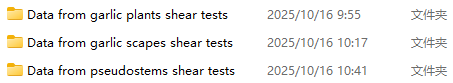 Data from garlic plants shear tests 2025/10/16 9:55 文件夹
Data from garlic scapes shear tests 2025/10/16 10:17 文件夹
Data from pseudostems shear tests 2025/10/16 10:41 文件夹